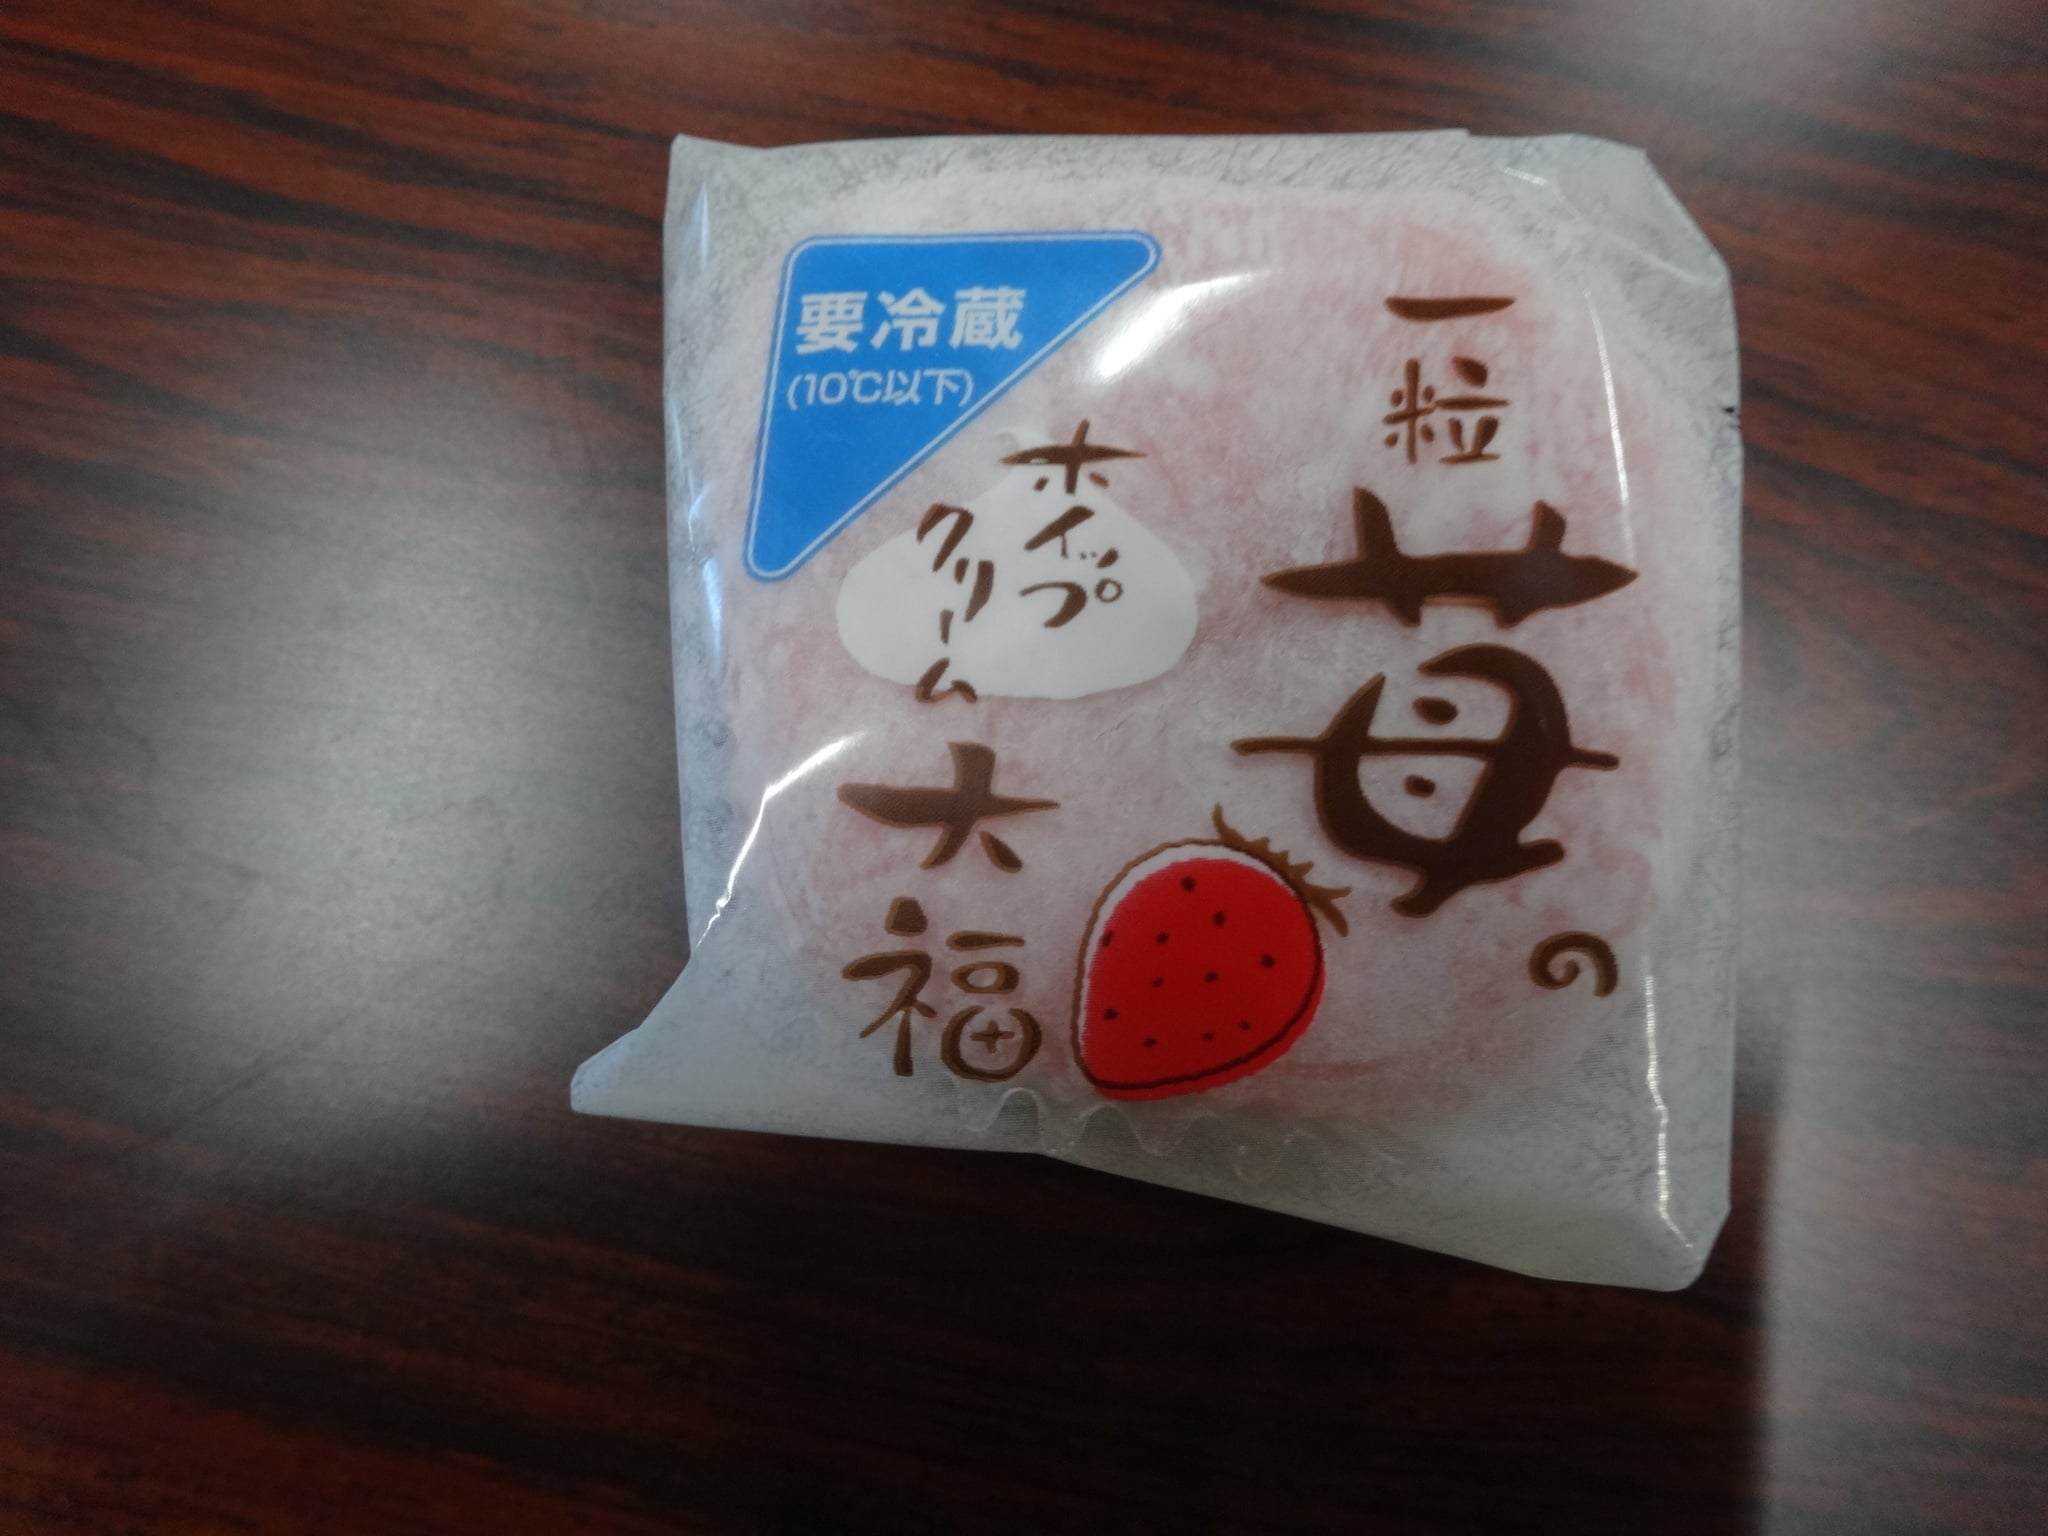 要冷蔵
(10℃以下)
一粒
苺の
ホイップ
クリーム
大福